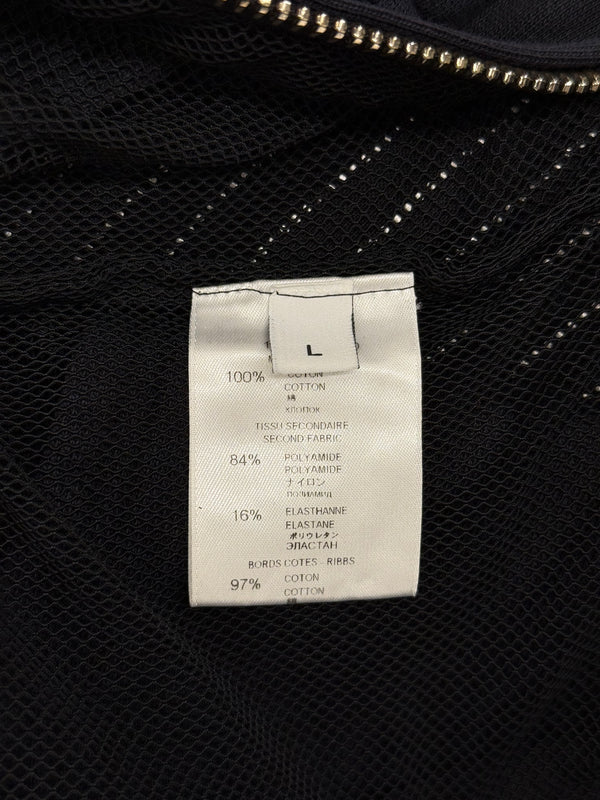 L
100% COTON
COTTON
綿
ХЛОПОК
TISSU SECONDAIRE
SECOND FABRIC
84% POLYAMIDE
POLYAMIDE
ナイロン
ПОЛИАМИД
16% ELASTHANNE
ELASTANE
ポリウレタン
ЭЛАСТАН
BORDS COTES - RIBBS
97% COTON
COTTON